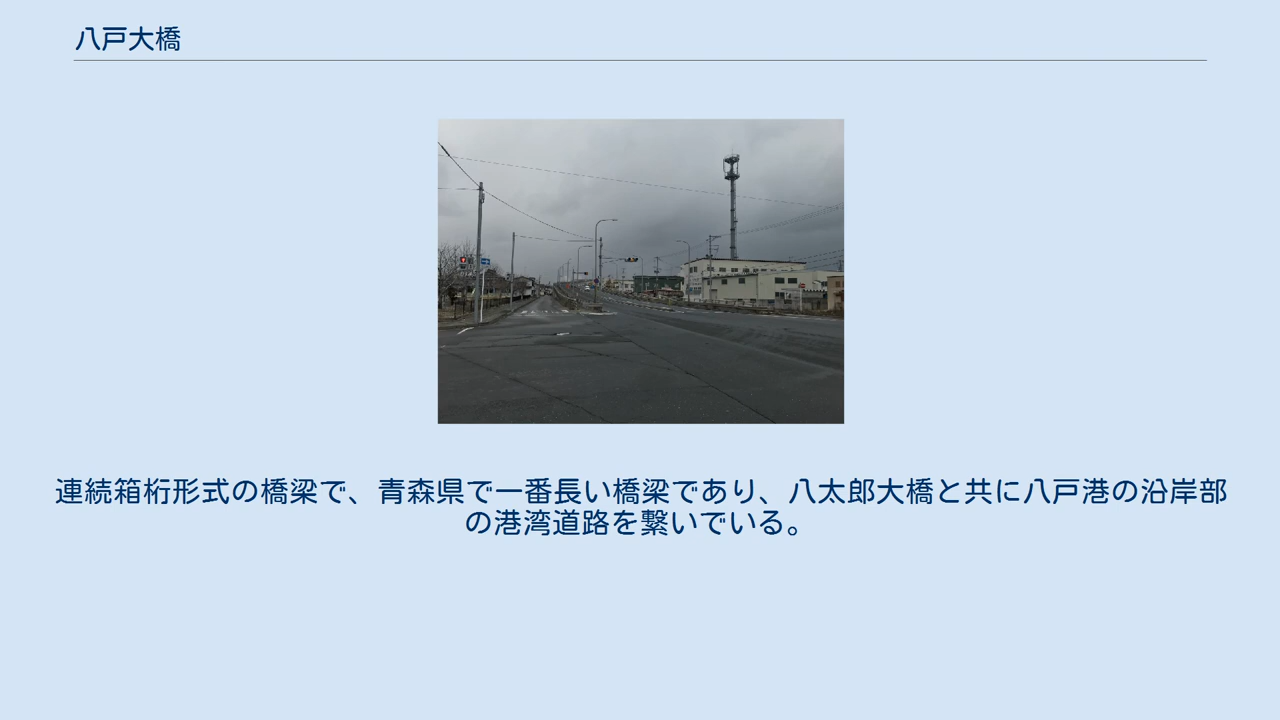 八戸大橋
連続箱桁形式の橋梁で、青森県で一番長い橋梁であり、八太郎大橋と共に八戸港の沿岸部
の港湾道路を繋いでいる。